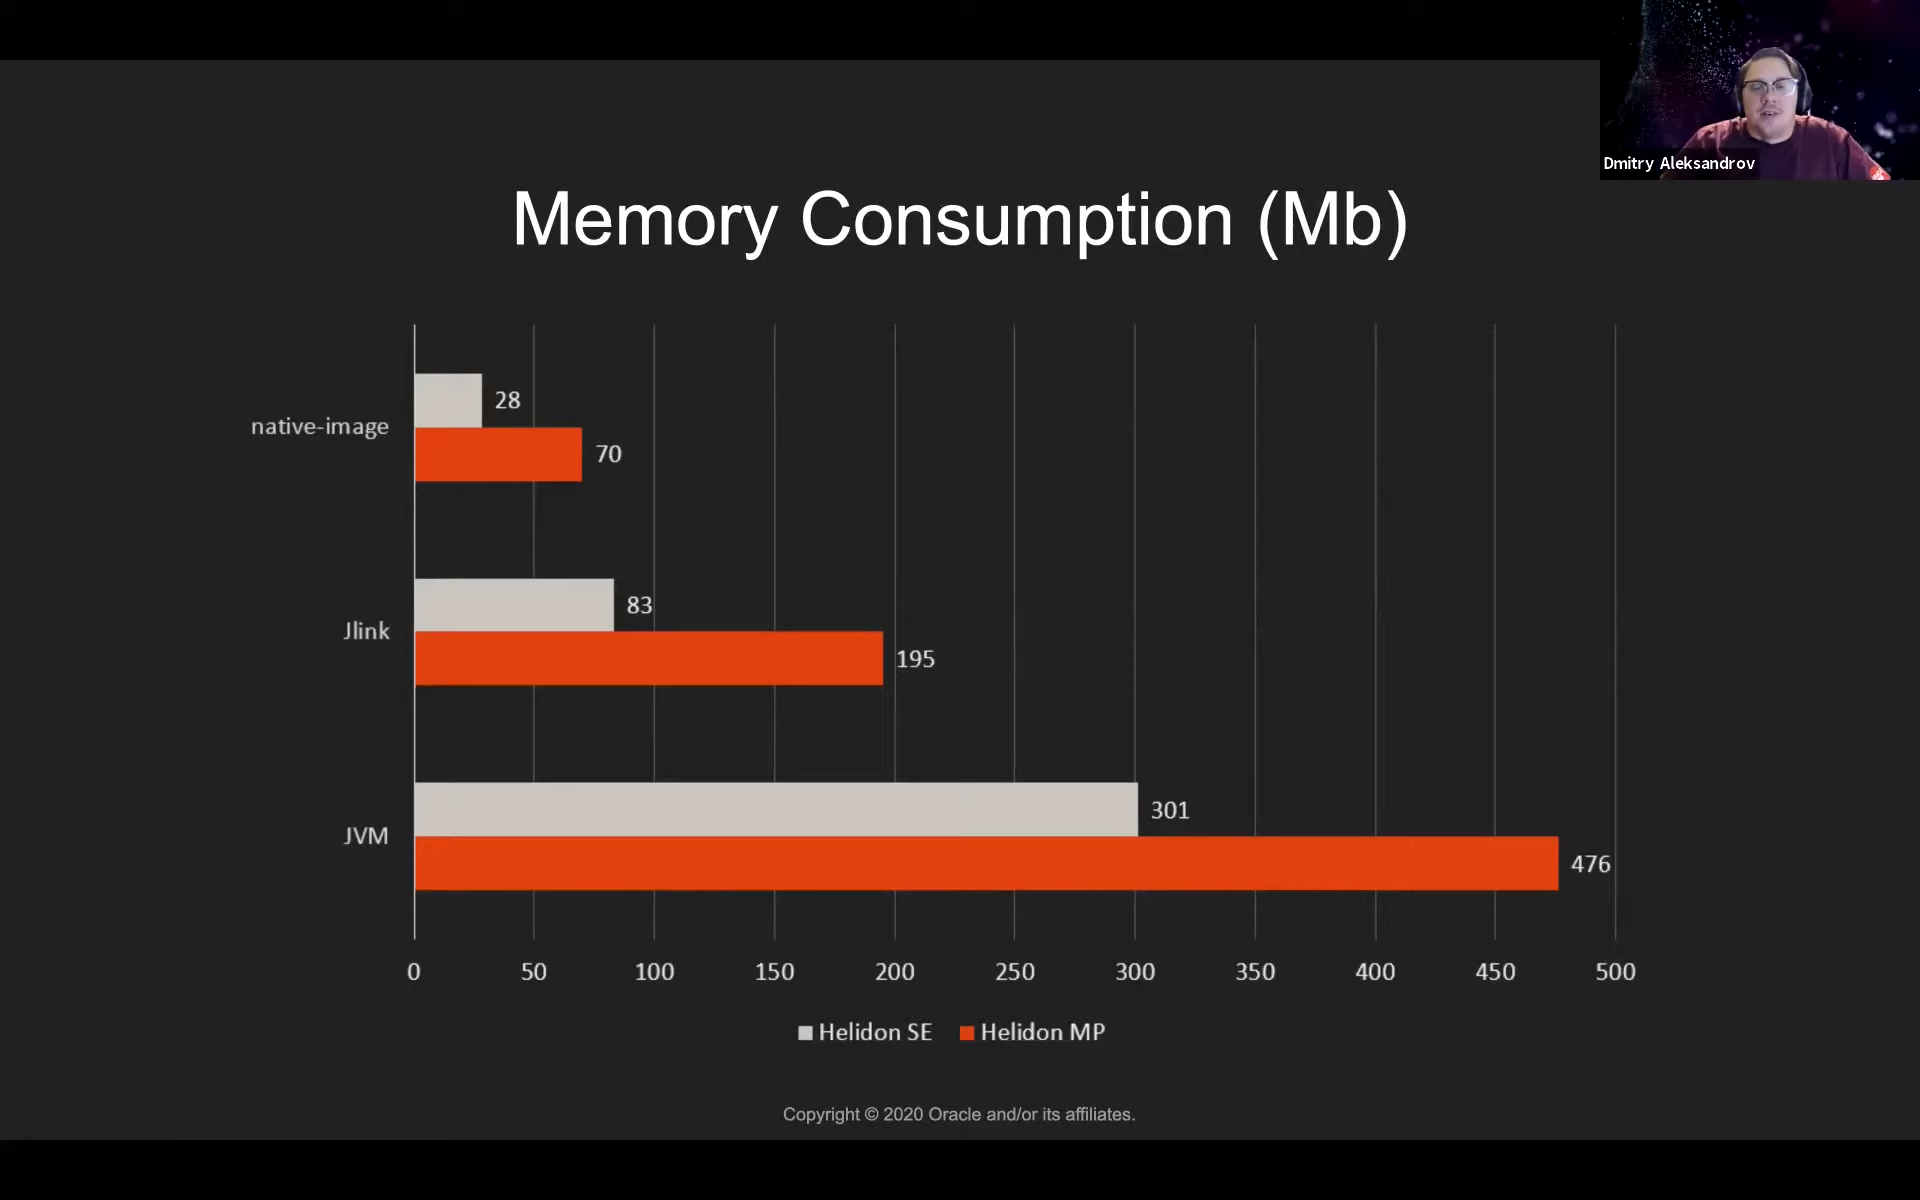 Dmitry Aleksandrov
Memory Consumption (Mb)
native-image
28
70
Jlink
83
195
JVM
301
476
0 50 100 150 200 250 300 350 400 450 500
Helidon SE Helidon MP
Copyright © 2020 Oracle and/or its affiliates.